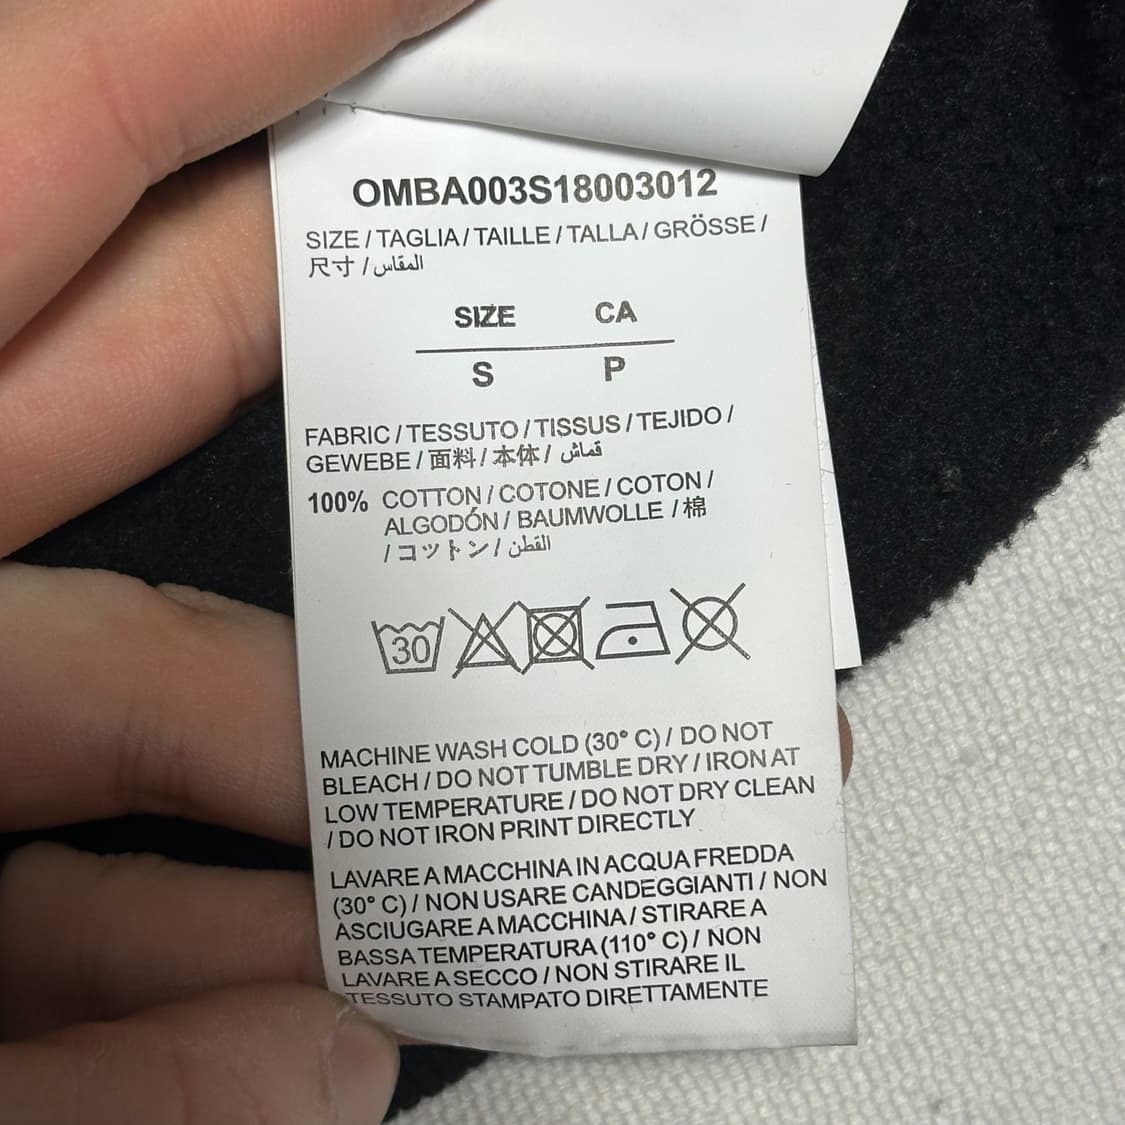 OMBA003S18003012
SIZE / TAGLIA / TAILLE / TALLA / GRÖSSE /
尺寸 / المقاس
SIZE CA
S P
FABRIC / TESSUTO / TISSUS / TEJIDO /
GEWEBE / 面料 / 本体 / قماش
100% COTTON / COTONE / COTON /
ALGODÓN / BAUMWOLLE / 棉
/ コットン / القطن
30
MACHINE WASH COLD (30° C) / DO NOT
BLEACH / DO NOT TUMBLE DRY / IRON AT
LOW TEMPERATURE / DO NOT DRY CLEAN
/ DO NOT IRON PRINT DIRECTLY
LAVARE A MACCHINA IN ACQUA FREDDA
(30° C) / NON USARE CANDEGGIANTI / NON
ASCIUGARE A MACCHINA / STIRARE A
BASSA TEMPERATURA (110° C) / NON
LAVARE A SECCO / NON STIRARE IL
TESSUTO STAMPATO DIRETTAMENTE